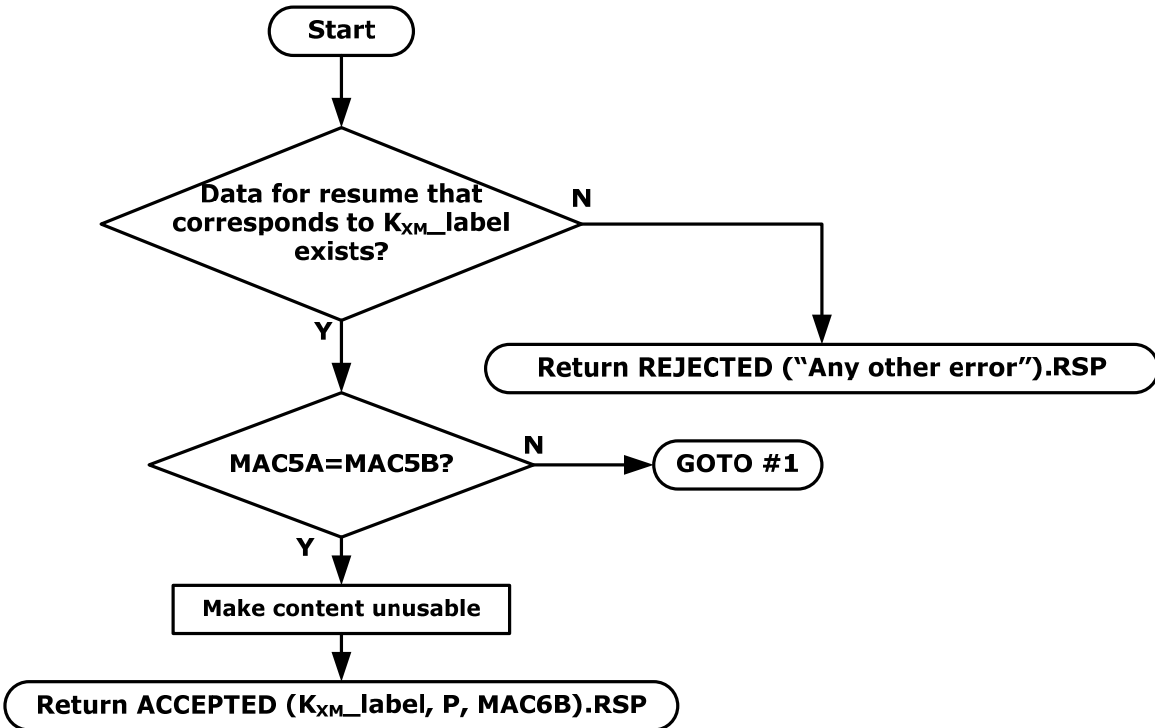 Start
Data for resume that
corresponds to KXM_label
exists?
N
Y
Return REJECTED (“Any other error”).RSP
MAC5A=MAC5B?
N
GOTO #1
Y
Make content unusable
Return ACCEPTED (KXM_label, P, MAC6B).RSP